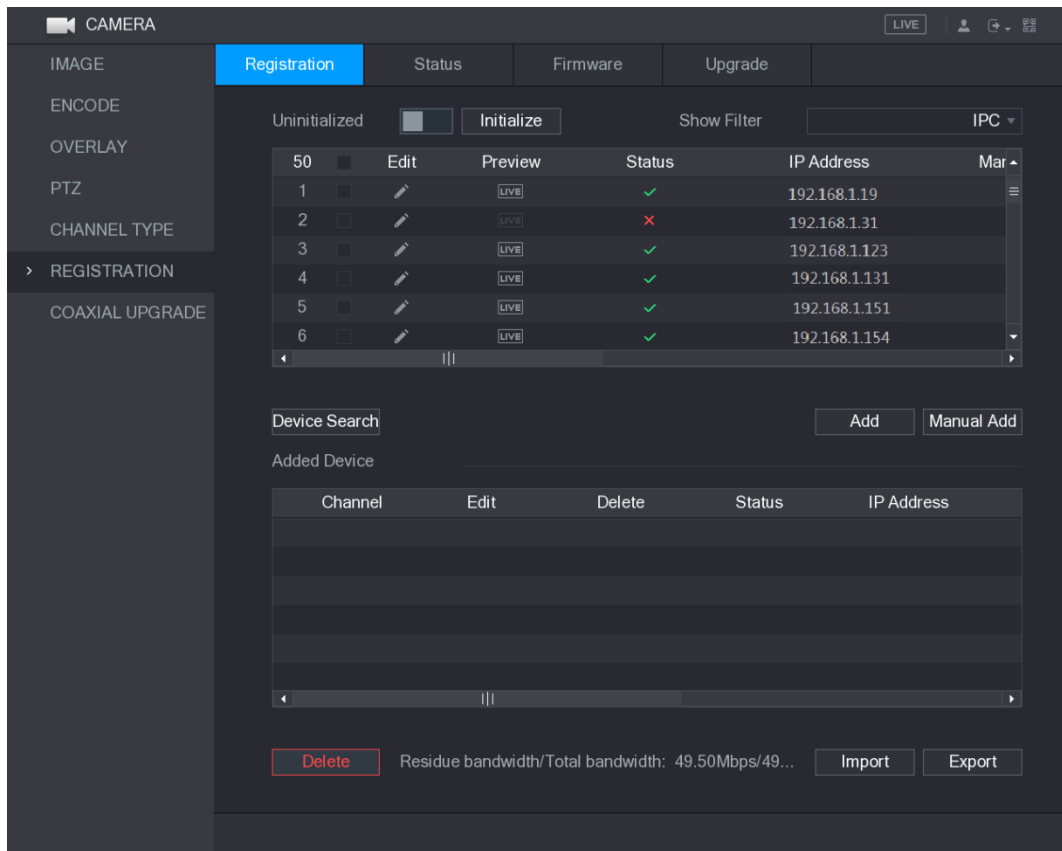 CAMERA LIVE
IMAGE
ENCODE
OVERLAY
PTZ
CHANNEL TYPE
REGISTRATION
COAXIAL UPGRADE
Registration Status Firmware Upgrade
Uninitialized Initialize Show Filter IPC
50 Edit Preview Status IP Address Mar
1 LIVE 192.168.1.19
2 LIVE 192.168.1.31
3 LIVE 192.168.1.123
4 LIVE 192.168.1.131
5 LIVE 192.168.1.151
6 LIVE 192.168.1.154
Device Search Add Manual Add
Added Device
Channel Edit Delete Status IP Address
Delete Residue bandwidth/Total bandwidth: 49.50Mbps/49... Import Export